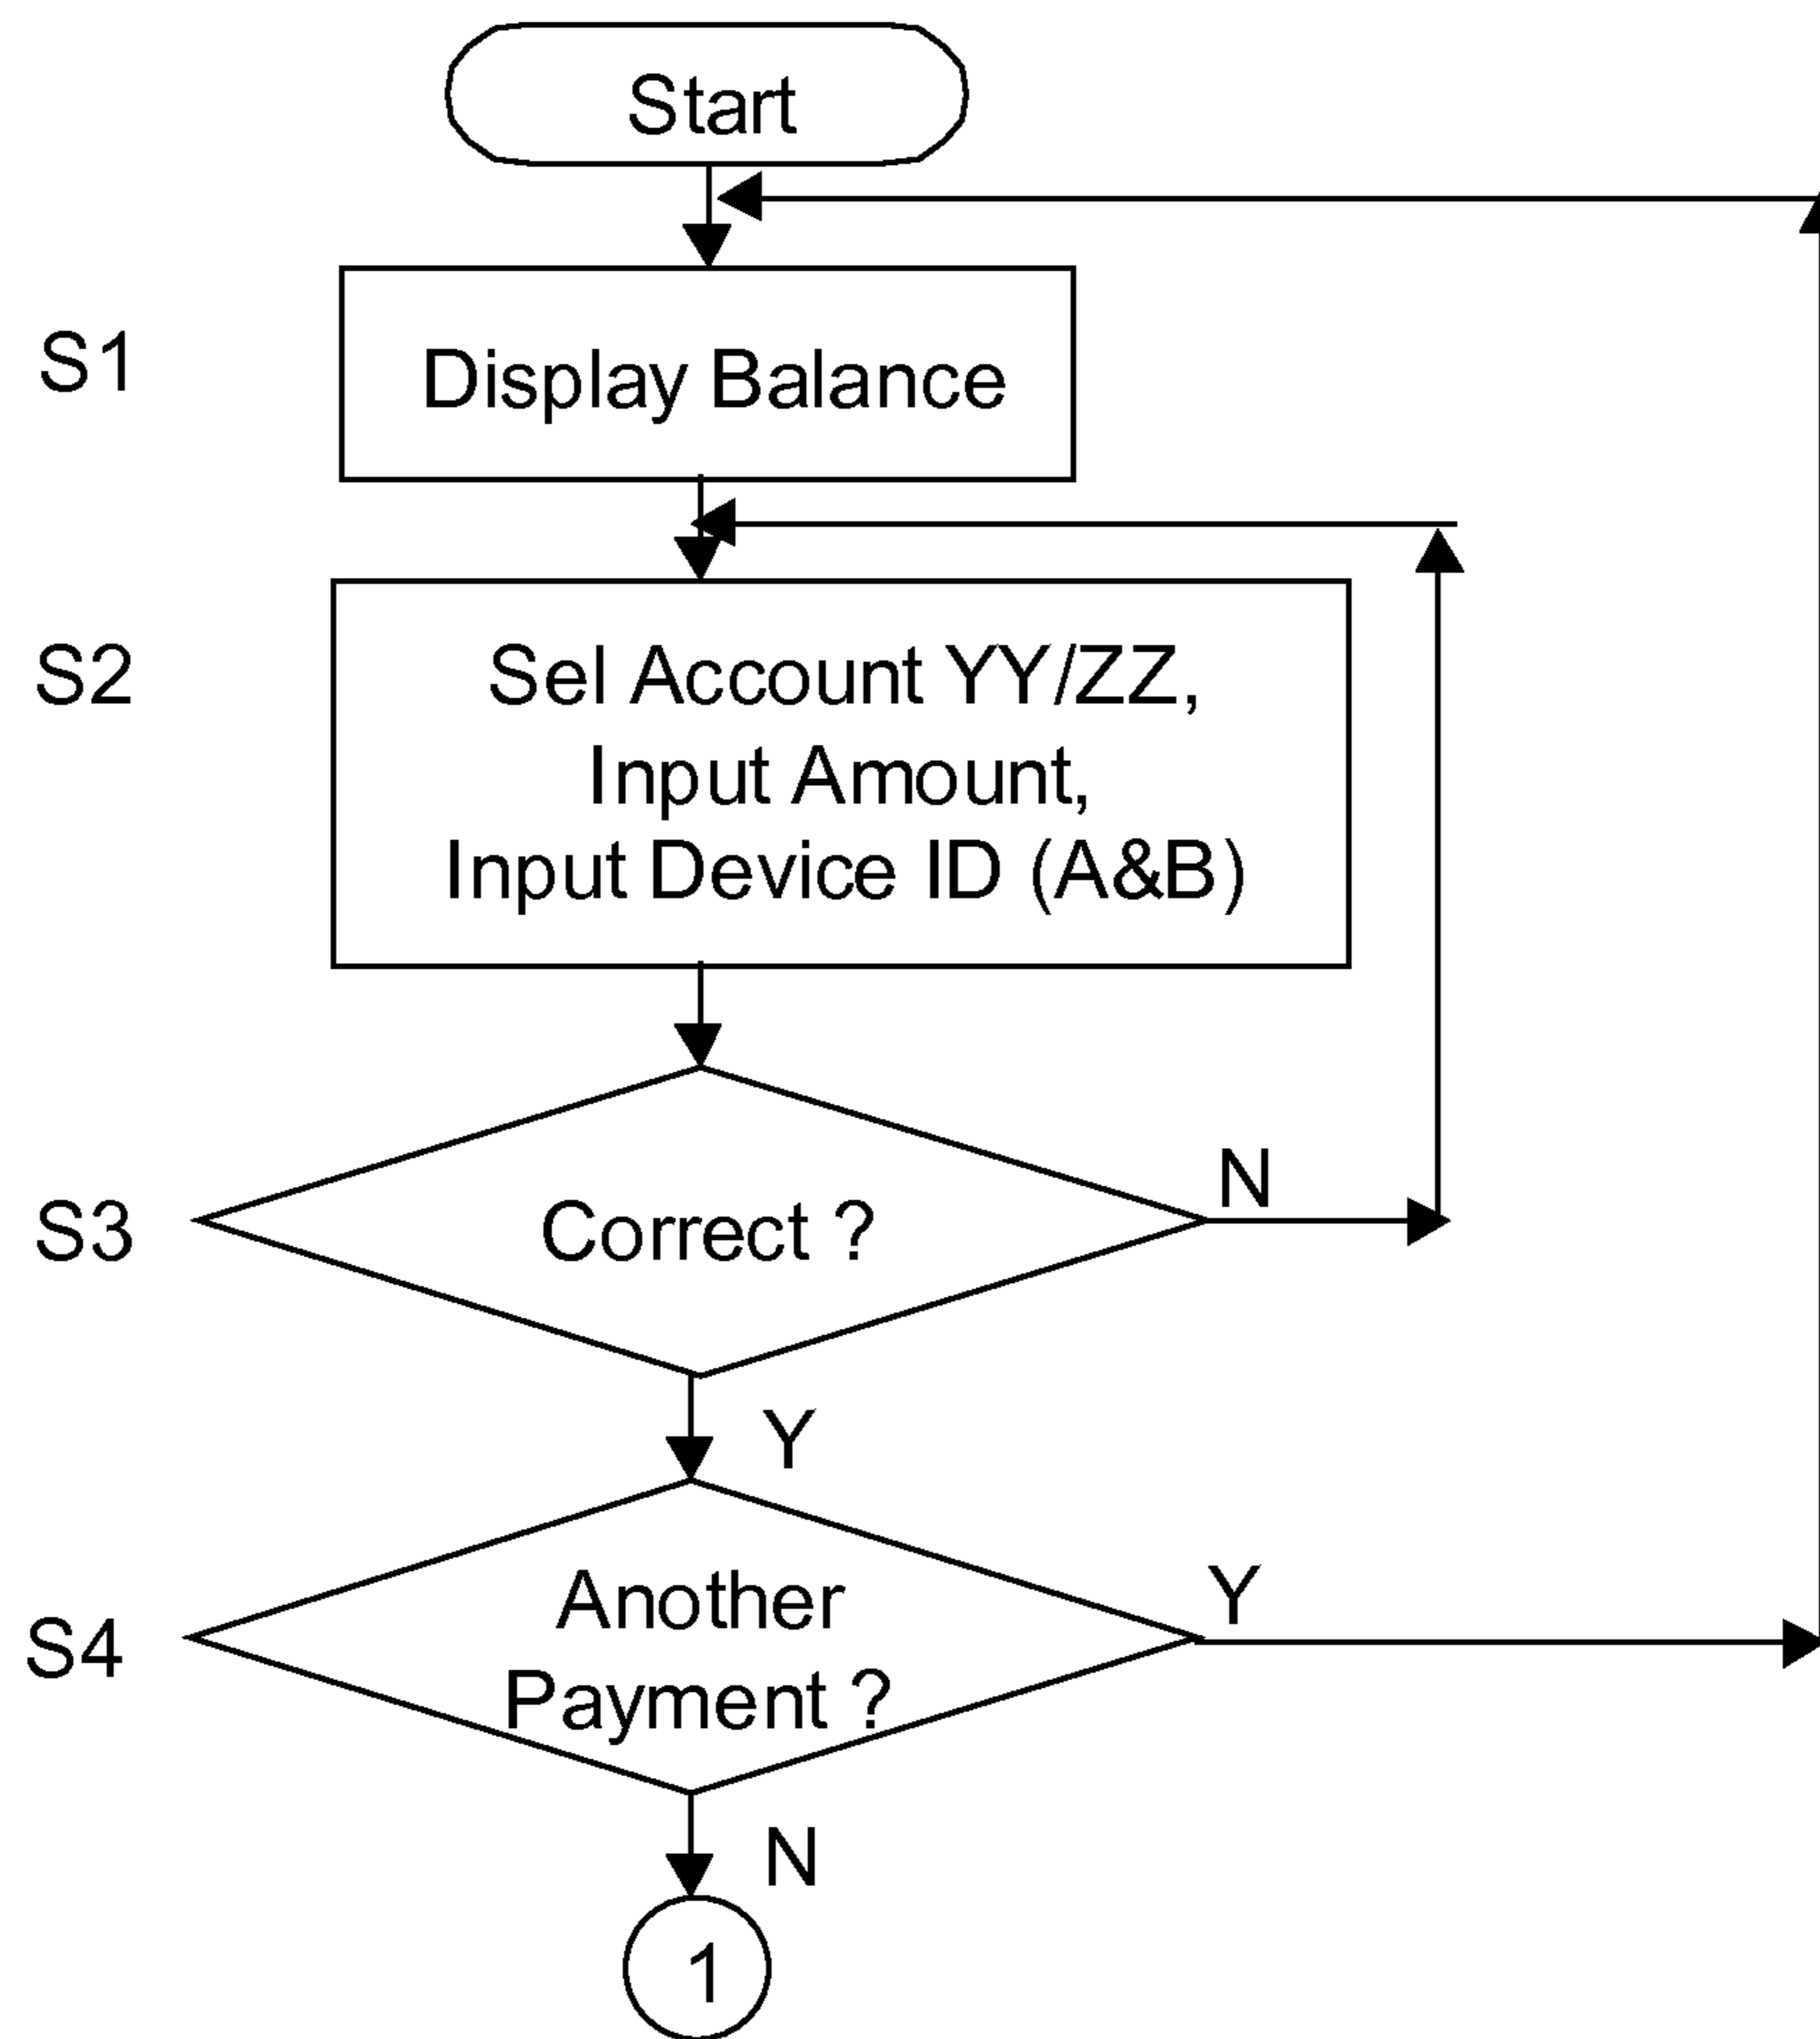 Start
S1
Display Balance
S2
Sel Account YY/ZZ,
Input Amount,
Input Device ID (A&B)
S3
Correct ?
N
Y
S4
Another
Payment ?
Y
N
1